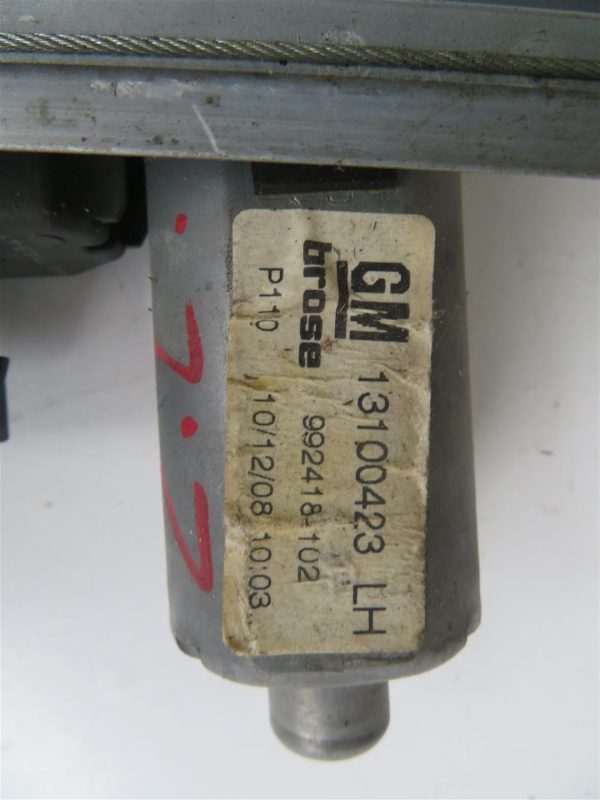 GM 13100423 LH
brose 992418-102
P110 10/12/08 10:03